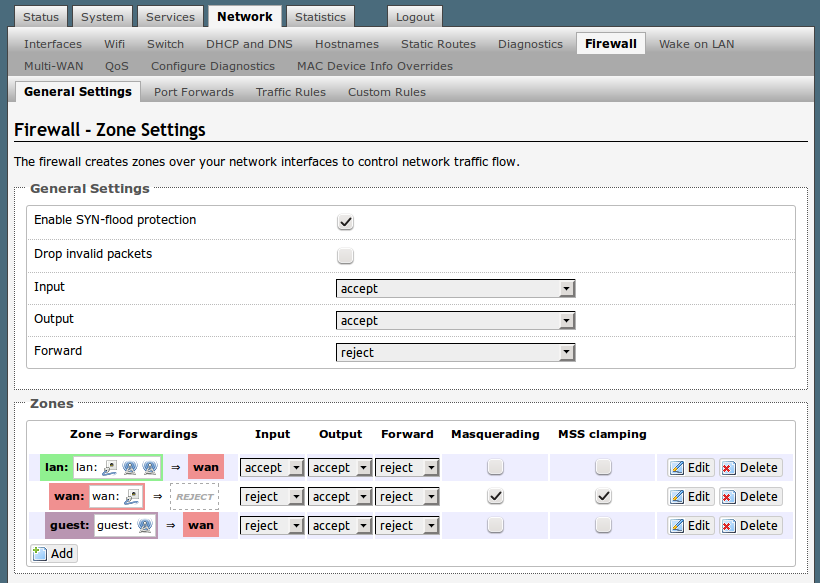 Status System Services Network Statistics Logout
Interfaces Wifi Switch DHCP and DNS Hostnames Static Routes Diagnostics Firewall Wake on LAN
Multi-WAN QoS Configure Diagnostics MAC Device Info Overrides
General Settings Port Forwards Traffic Rules Custom Rules
Firewall - Zone Settings
The firewall creates zones over your network interfaces to control network traffic flow.
General Settings
Enable SYN-flood protection
Drop invalid packets
Input accept
Output accept
Forward reject
Zones
Zone ⇒ Forwardings Input Output Forward Masquerading MSS clamping
lan: lan: ⇒ wan accept accept reject Edit Delete
wan: wan: ⇒ REJECT reject accept reject Edit Delete
guest: guest: ⇒ wan reject accept reject Edit Delete
Add